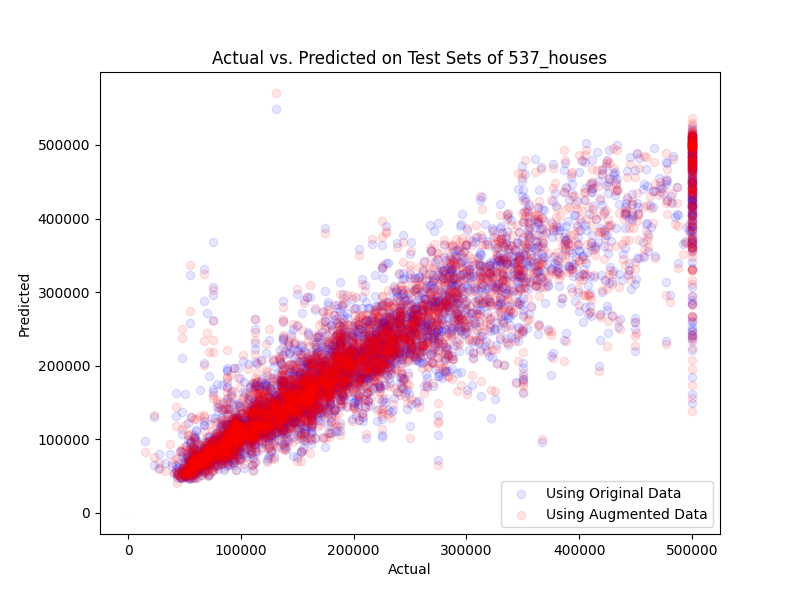 Actual vs. Predicted on Test Sets of 537_houses
500000
400000
300000
200000
100000
0
Predicted
0 100000 200000 300000 400000 500000
Actual
Using Original Data
Using Augmented Data